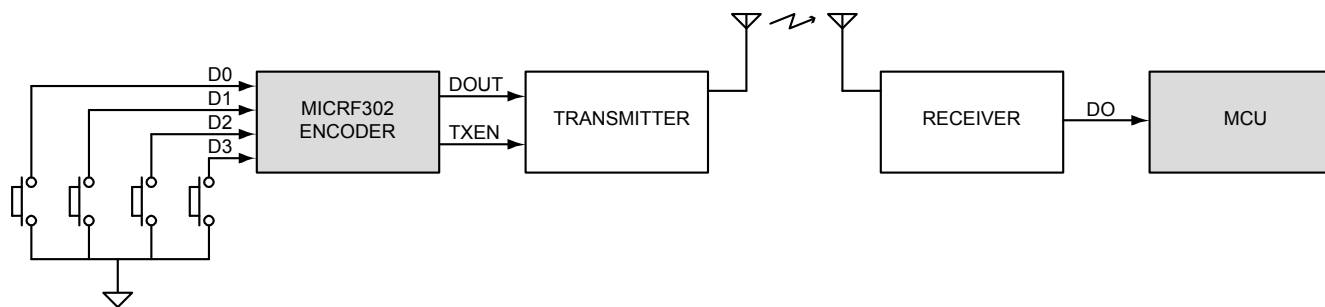 D0
D1
D2
D3
MICRF302
ENCODER
DOUT
TXEN
TRANSMITTER
RECEIVER
DO
MCU